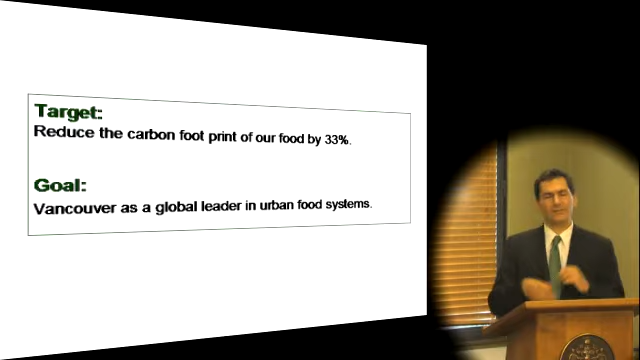 Target:
Reduce the carbon foot print of our food by 33%.
Goal:
Vancouver as a global leader in urban food systems.